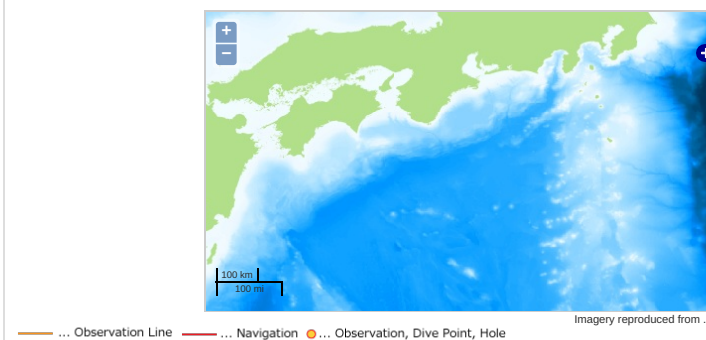 +
−
100 km
100 mi
Imagery reproduced from .
... Observation Line ... Navigation ... Observation, Dive Point, Hole